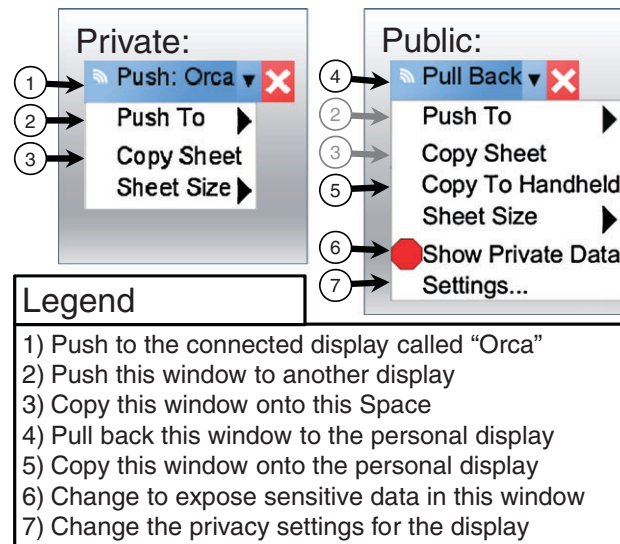 Private:
Push: Orca
Push To
Copy Sheet
Sheet Size
1
2
3
Public:
Pull Back
Push To
Copy Sheet
Copy To Handheld
Sheet Size
Show Private Data
Settings...
4
2
3
5
6
7
Legend
1) Push to the connected display called “Orca”
2) Push this window to another display
3) Copy this window onto this Space
4) Pull back this window to the personal display
5) Copy this window onto the personal display
6) Change to expose sensitive data in this window
7) Change the privacy settings for the display